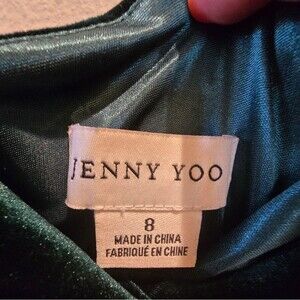 JENNY YOO
8
MADE IN CHINA
FABRIQUÉ EN CHINE